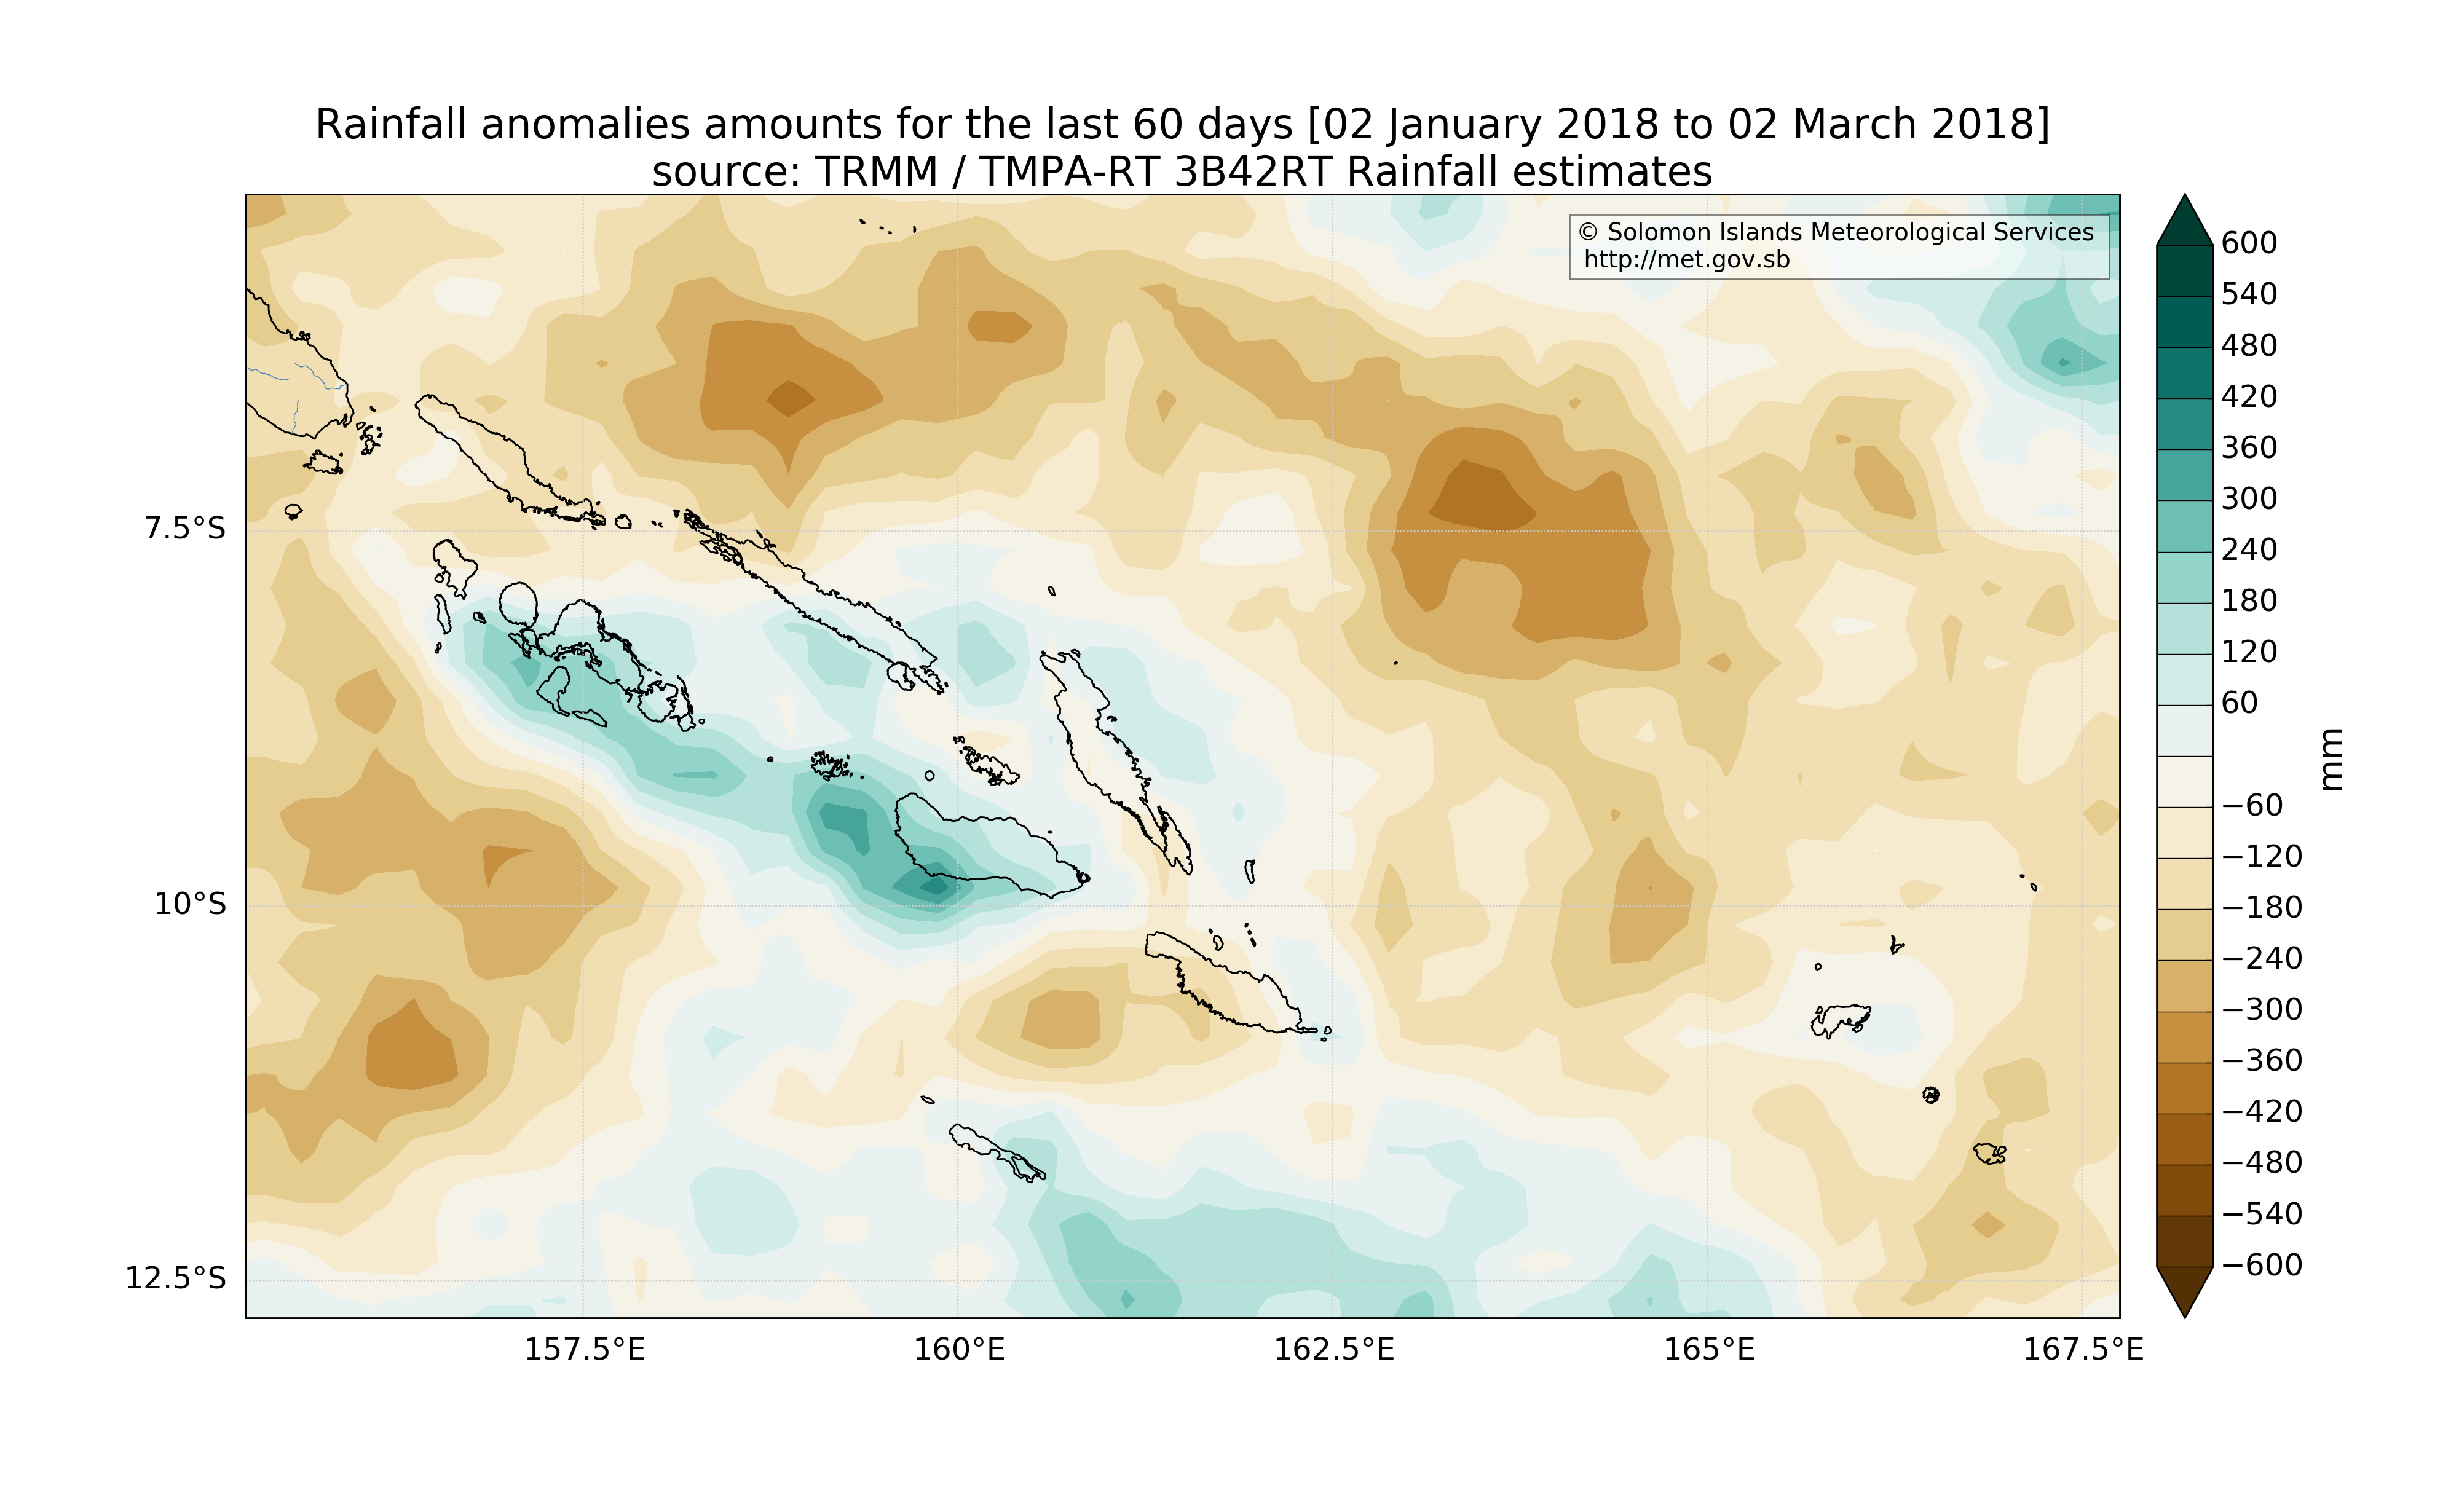 Rainfall anomalies amounts for the last 60 days [02 January 2018 to 02 March 2018]
source: TRMM / TMPA-RT 3B42RT Rainfall estimates
© Solomon Islands Meteorological Services
http://met.gov.sb
7.5°S
10°S
12.5°S
157.5°E
160°E
162.5°E
165°E
167.5°E
600
540
480
420
360
300
240
180
120
60
−60
−120
−180
−240
−300
−360
−420
−480
−540
−600
mm